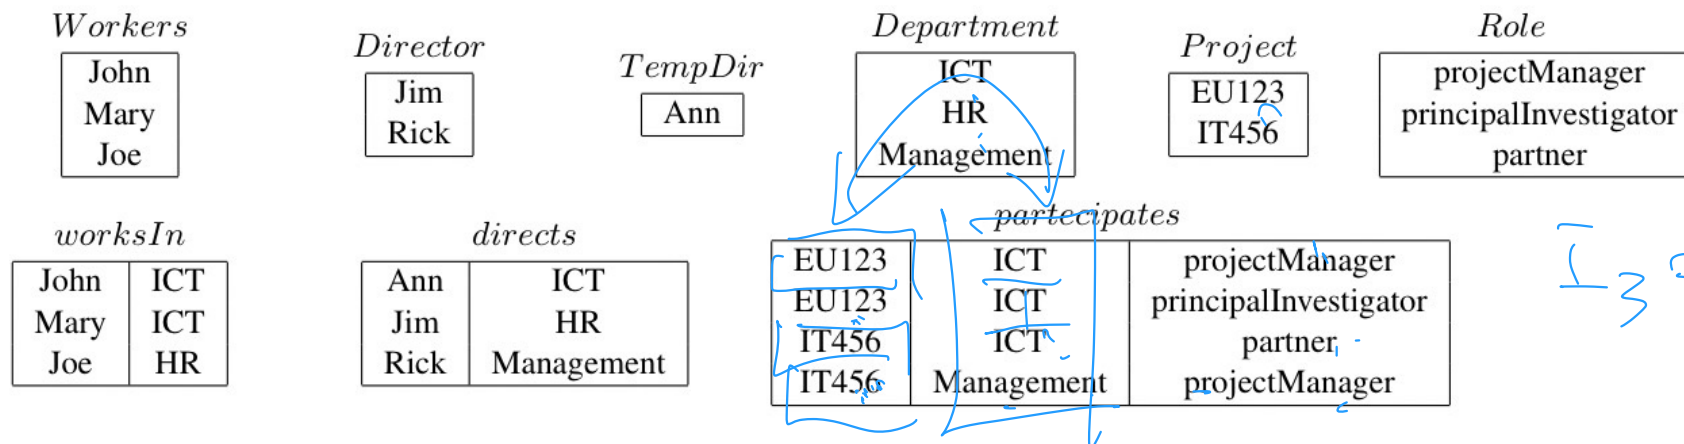 Workers
John
Mary
Joe
Director
Jim
Rick
TempDir
Ann
Department
ICT
HR
Management
Project
EU123
IT456
Role
projectManager
principalInvestigator
partner
worksIn
John ICT
Mary ICT
Joe HR
directs
Ann ICT
Jim HR
Rick Management
partecipates
EU123 ICT projectManager
EU123 ICT principalInvestigator
IT456 ICT partner
IT456 Management projectManager
I3